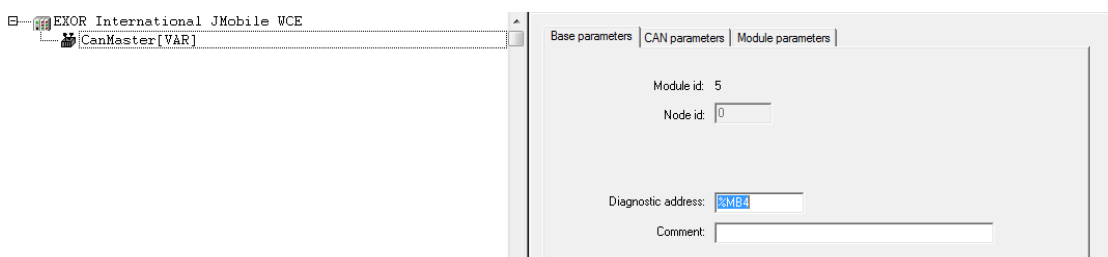 EXOR International JMobile WCE
CanMaster[VAR]
Base parameters CAN parameters Module parameters
Module id: 5
Node id: 0
Diagnostic address: %MB4
Comment: